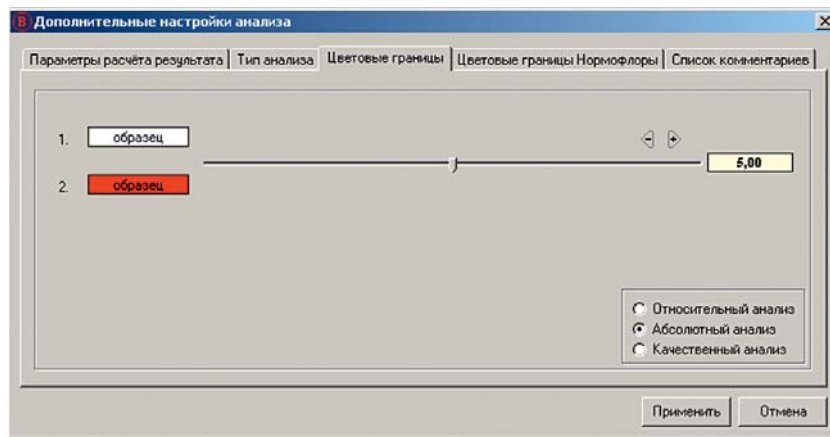 В Дополнительные настройки анализа
Параметры расчёта результата Тип анализа Цветовые границы Цветовые границы Нормофлоры Список комментариев
1. образец
5,00
2. образец
Относительный анализ
Абсолютный анализ
Качественный анализ
Применить Отмена